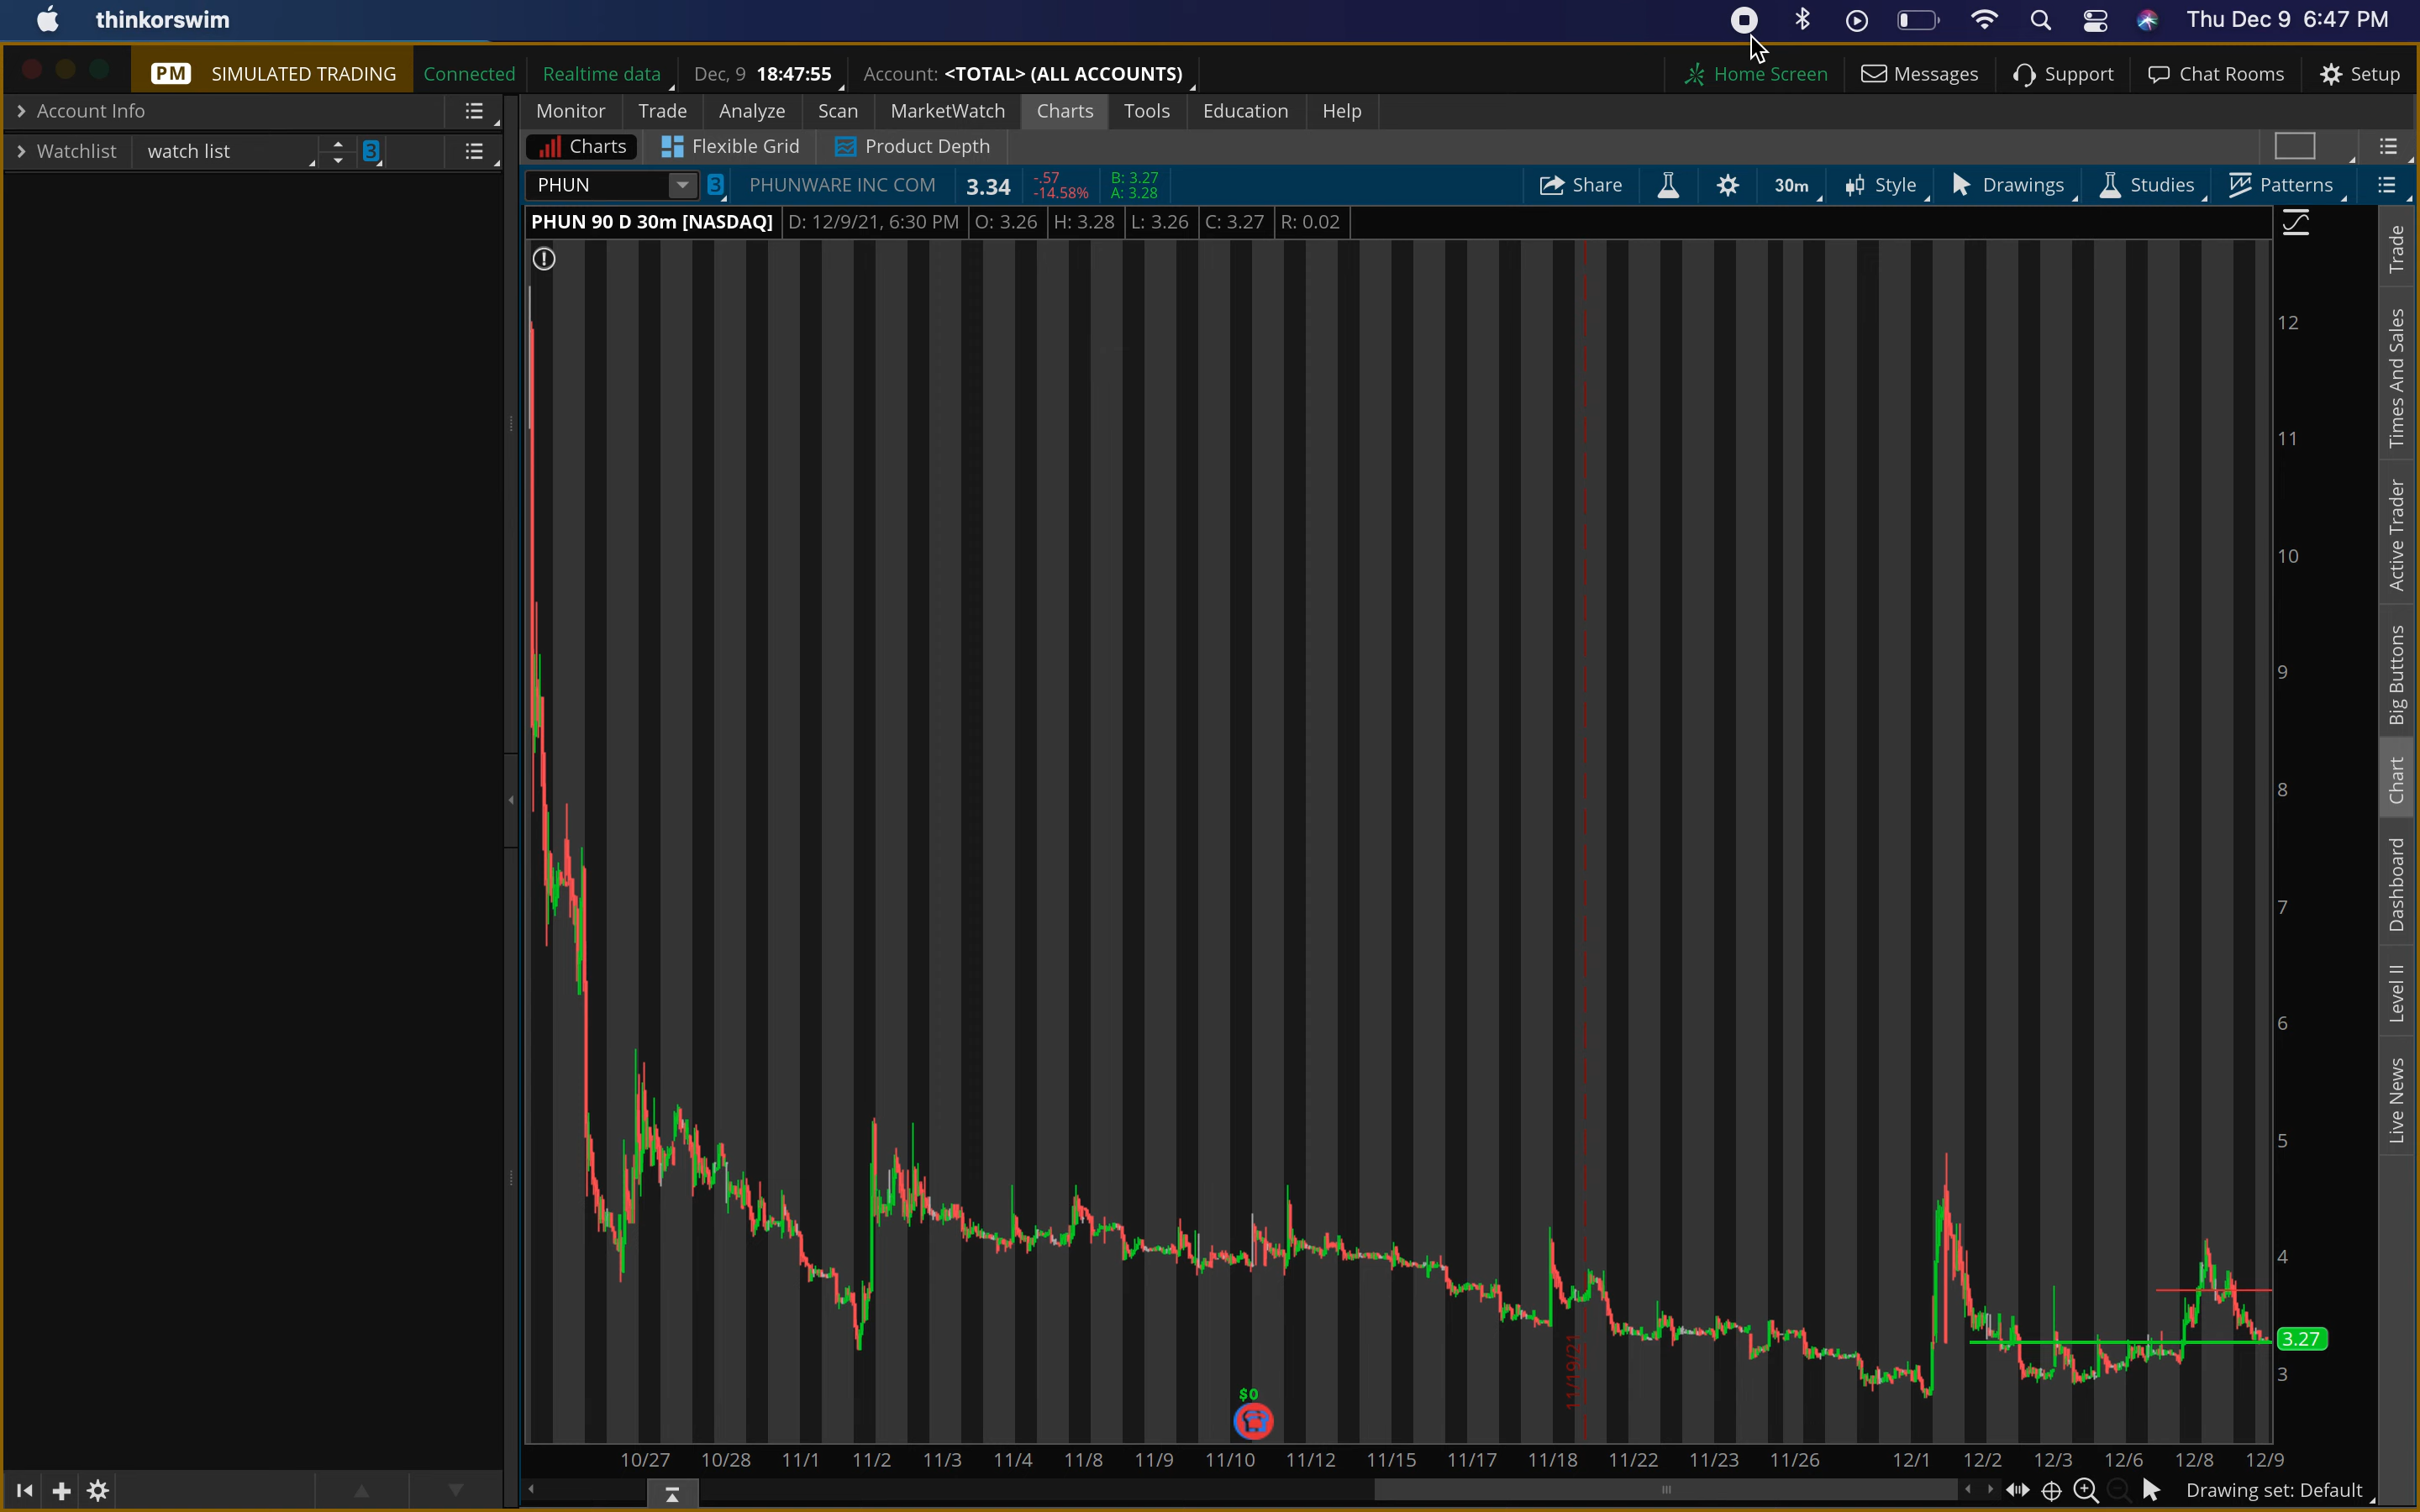 thinkorswim
Thu Dec 9 6:47 PM
PM SIMULATED TRADING Connected Realtime data Dec, 9 18:47:55 Account: <TOTAL> (ALL ACCOUNTS) Home Screen Messages Support Chat Rooms Setup
Account Info
Monitor Trade Analyze Scan MarketWatch Charts Tools Education Help
Watchlist watch list 3
Charts Flexible Grid Product Depth
PHUN 3 PHUNWARE INC COM 3.34 -.57 B: 3.27
-14.58% A: 3.28
Share 30m Style Drawings Studies Patterns
PHUN 90 D 30m [NASDAQ] D: 12/9/21, 6:30 PM O: 3.26 H: 3.28 L: 3.26 C: 3.27 R: 0.02
12
11
10
9
8
7
6
5
4
3.27
3
11/19/21
$0
10/27 10/28 11/1 11/2 11/3 11/4 11/8 11/9 11/10 11/12 11/15 11/17 11/18 11/22 11/23 11/26 12/1 12/2 12/3 12/6 12/8 12/9
Drawing set: Default
Trade
Times And Sales
Active Trader
Big Buttons
Chart
Dashboard
Level II
Live News